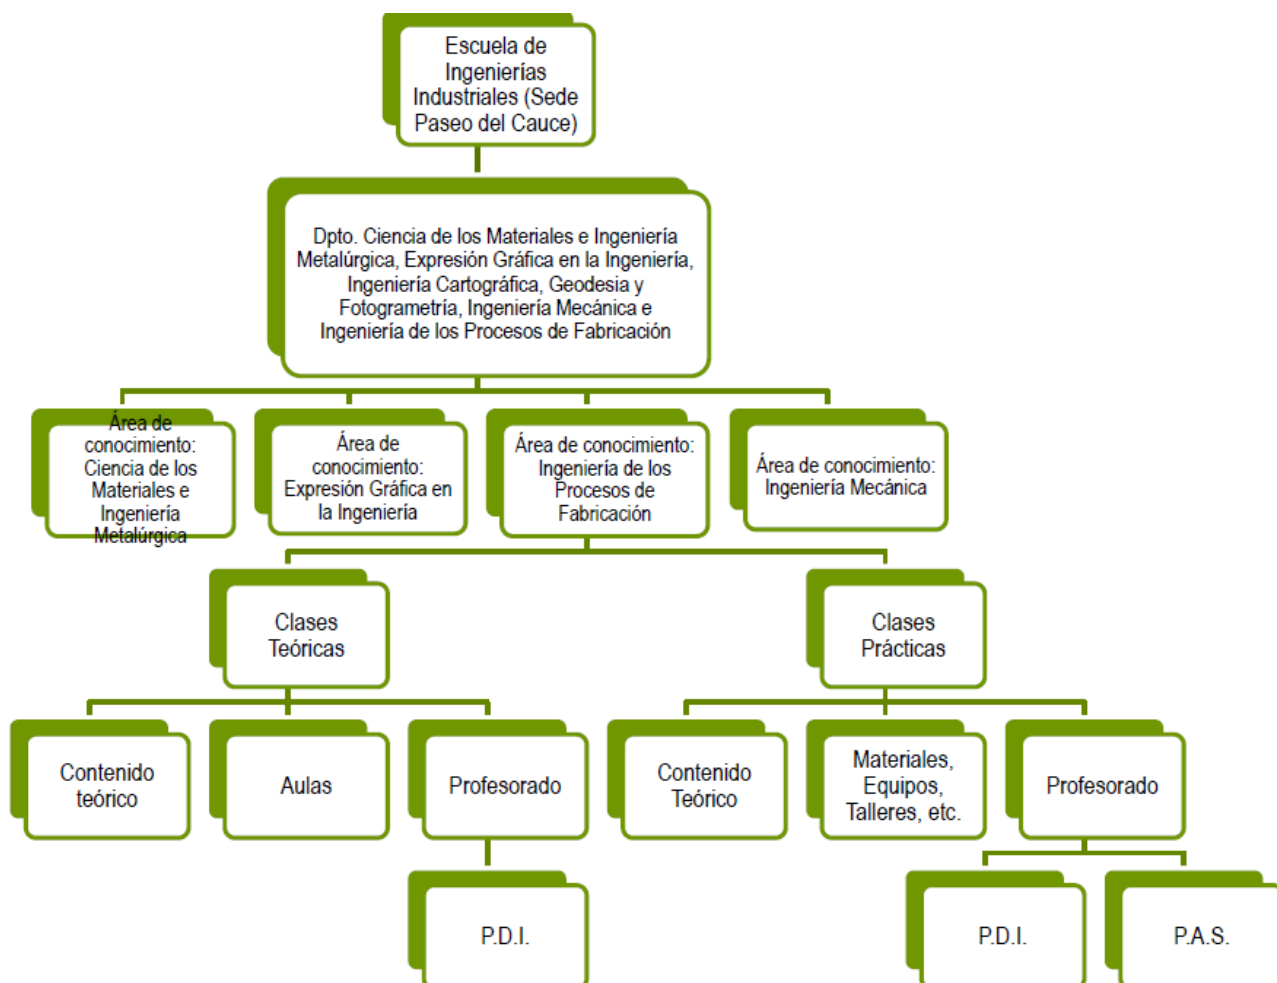 Escuela de
Ingenierías
Industriales (Sede
Paseo del Cauce)
Dpto. Ciencia de los Materiales e Ingeniería
Metalúrgica, Expresión Gráfica en la Ingeniería,
Ingeniería Cartográfica, Geodesia y
Fotogrametría, Ingeniería Mecánica e
Ingeniería de los Procesos de Fabricación
Área de
conocimiento:
Ciencia de los
Materiales e
Ingeniería
Metalúrgica
Área de
conocimiento:
Expresión Gráfica en
la Ingeniería
Área de conocimiento:
Ingeniería de los
Procesos de
Fabricación
Área de conocimiento:
Ingeniería Mecánica
Clases
Teóricas
Clases
Prácticas
Contenido
teórico
Aulas
Profesorado
Contenido
Teórico
Materiales,
Equipos,
Talleres, etc.
Profesorado
P.D.I.
P.D.I.
P.A.S.